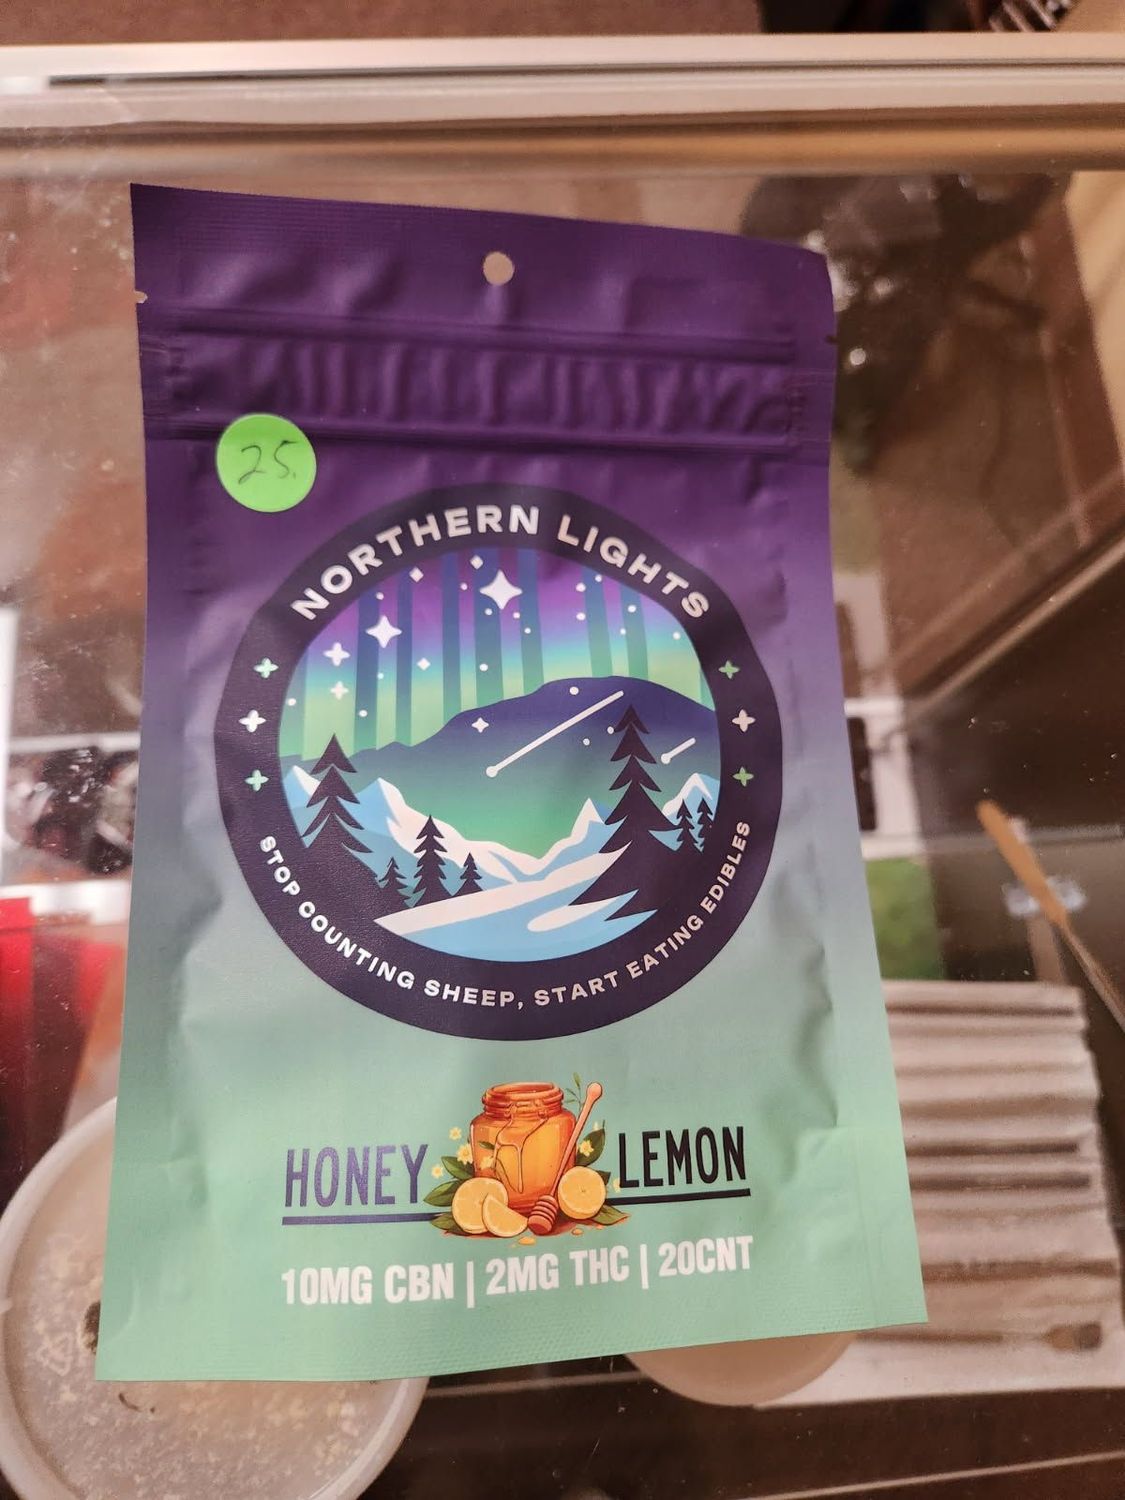 25.
NORTHERN LIGHTS
STOP COUNTING SHEEP, START EATING EDIBLES
HONEY LEMON
10MG CBN | 2MG THC | 20CNT